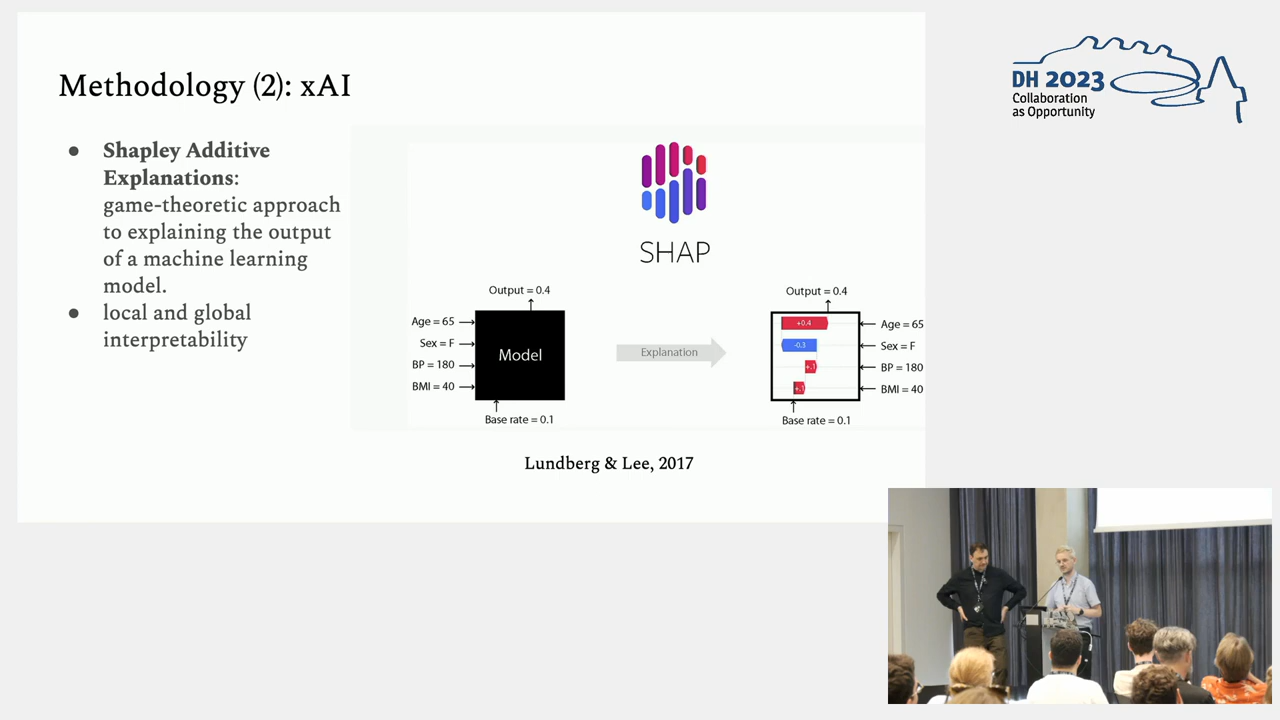 Methodology (2): xAI
● Shapley Additive
Explanations:
game-theoretic approach
to explaining the output
of a machine learning
model.
● local and global
interpretability
SHAP
Output = 0.4
Age = 65
Sex = F
BP = 180
BMI = 40
Model
Base rate = 0.1
Explanation
Output = 0.4
+0.4
-0.3
Age = 65
Sex = F
BP = 180
BMI = 40
Base rate = 0.1
Lundberg & Lee, 2017
DH 2023
Collaboration
as Opportunity